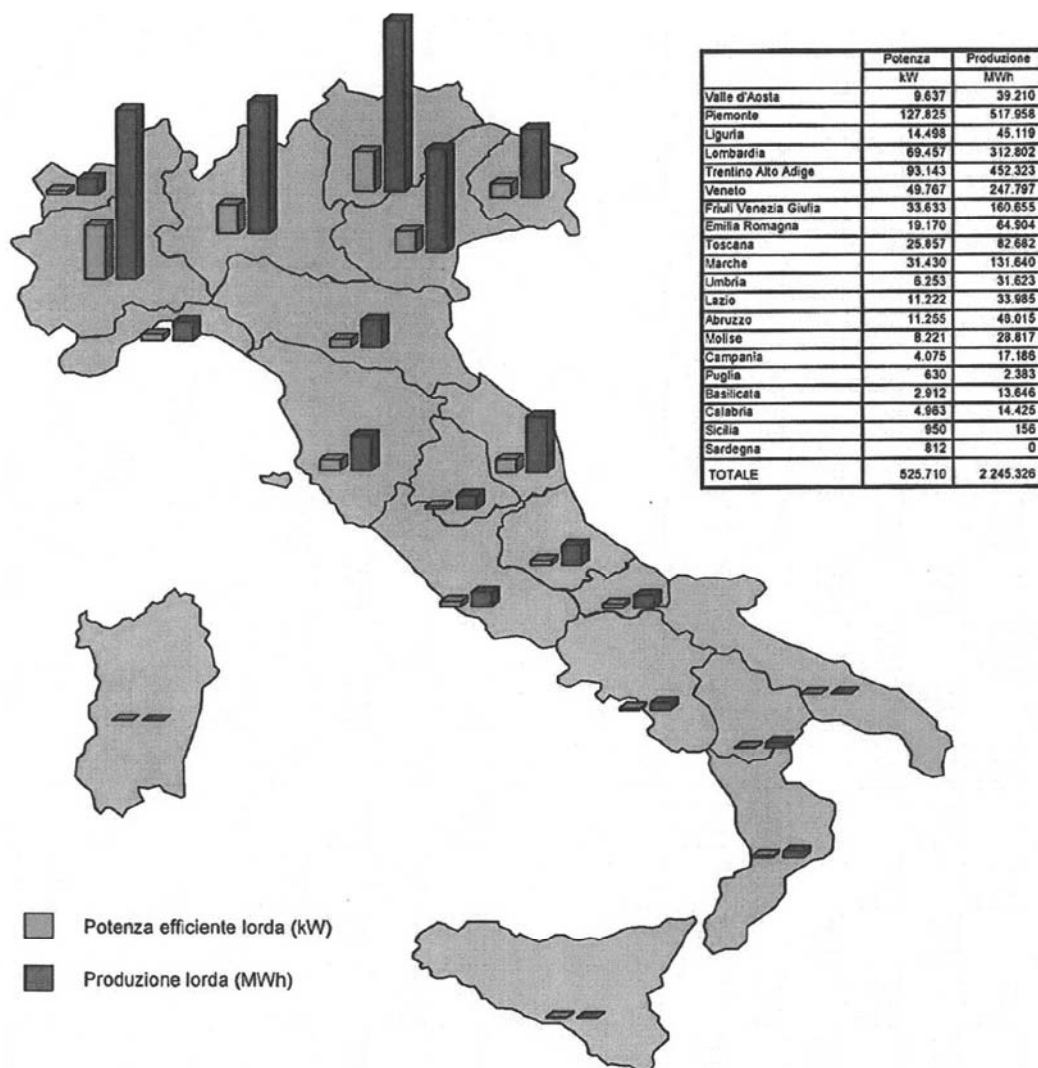 Potenza Produzione
kW MWh
Valle d'Aosta 9.637 39.210
Piemonte 127.825 517.958
Liguria 14.498 45.119
Lombardia 69.457 312.802
Trentino Alto Adige 93.143 452.323
Veneto 49.767 247.797
Friuli Venezia Giulia 33.633 160.655
Emilia Romagna 19.170 64.904
Toscana 25.857 82.682
Marche 31.430 131.640
Umbria 6.253 31.623
Lazio 11.222 33.985
Abruzzo 11.255 48.015
Molise 8.221 28.817
Campania 4.075 17.186
Puglia 630 2.383
Basilicata 2.912 13.646
Calabria 4.963 14.425
Sicilia 950 156
Sardegna 812 0
TOTALE 525.710 2 245.326
Potenza efficiente lorda (kW)
Produzione lorda (MWh)